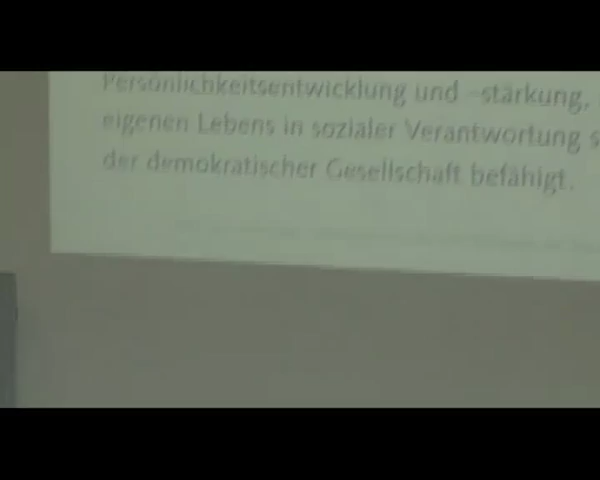 Persönlichkeitsentwicklung und –stärkung,
eigenen Lebens in sozialer Verantwortung s
der demokratischer Gesellschaft befähigt.